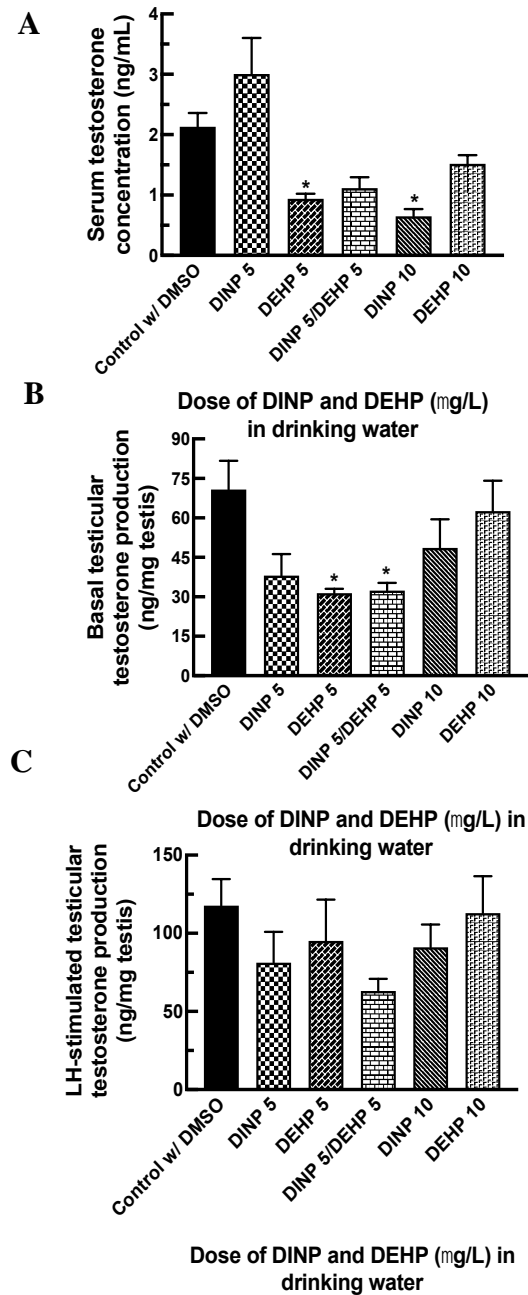 A
Serum testosterone
concentration (ng/mL)
4
3
2
1
0
*
*
Control w/ DMSO
DINP 5
DEHP 5
DINP 5/DEHP 5
DINP 10
DEHP 10
Dose of DINP and DEHP (mg/L)
in drinking water
B
Basal testicular
testosterone production
(ng/mg testis)
90
75
60
45
30
15
0
*
*
Control w/ DMSO
DINP 5
DEHP 5
DINP 5/DEHP 5
DINP 10
DEHP 10
Dose of DINP and DEHP (mg/L) in
drinking water
C
LH-stimulated testicular
testosterone production
(ng/mg testis)
150
100
50
0
Control w/ DMSO
DINP 5
DEHP 5
DINP 5/DEHP 5
DINP 10
DEHP 10
Dose of DINP and DEHP (mg/L) in
drinking water